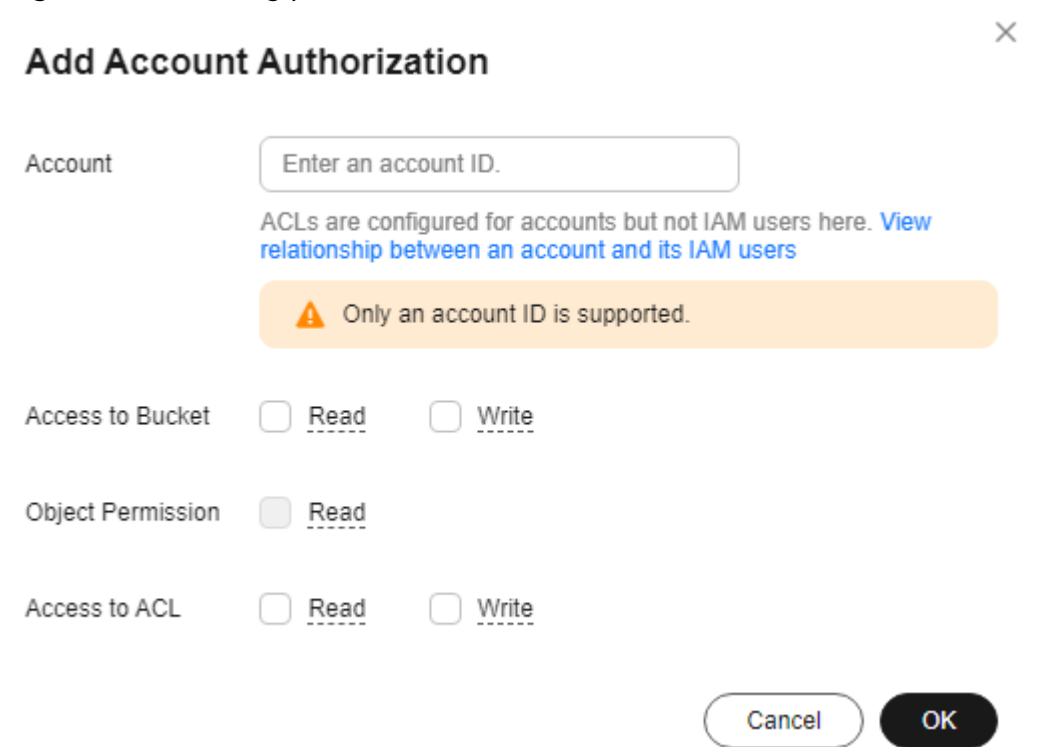 Add Account Authorization
Account
Enter an account ID.
ACLs are configured for accounts but not IAM users here. View
relationship between an account and its IAM users
Only an account ID is supported.
Access to Bucket Read Write
Object Permission Read
Access to ACL Read Write
Cancel OK